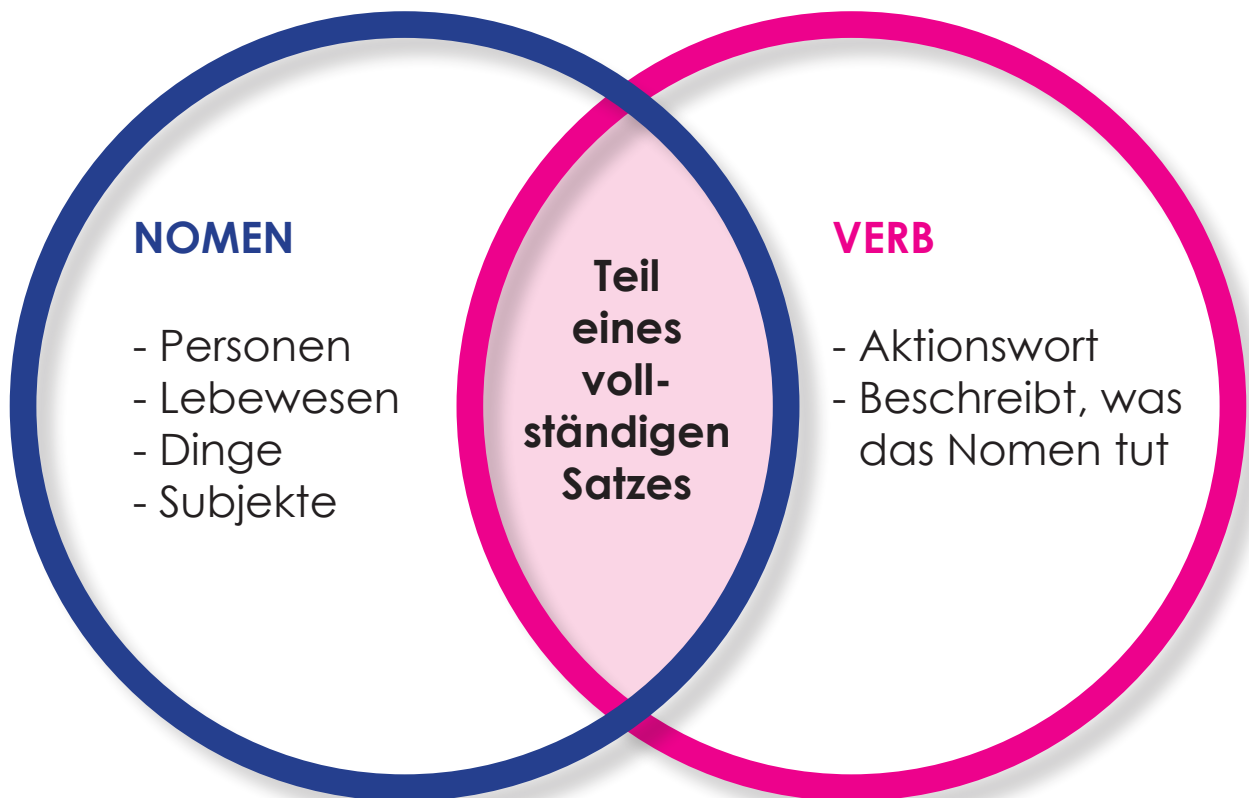 NOMEN
- Personen
- Lebewesen
- Dinge
- Subjekte
Teil
eines
voll-
ständigen
Satzes
VERB
- Aktionswort
- Beschreibt, was
das Nomen tut